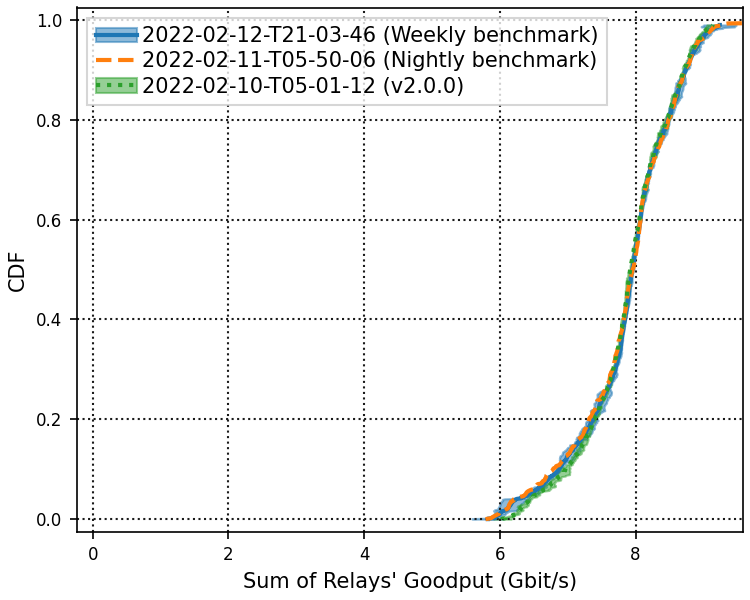 1.0
0.8
0.6
0.4
0.2
0.0
CDF
2022-02-12-T21-03-46 (Weekly benchmark)
2022-02-11-T05-50-06 (Nightly benchmark)
2022-02-10-T05-01-12 (v2.0.0)
0 2 4 6 8
Sum of Relays' Goodput (Gbit/s)